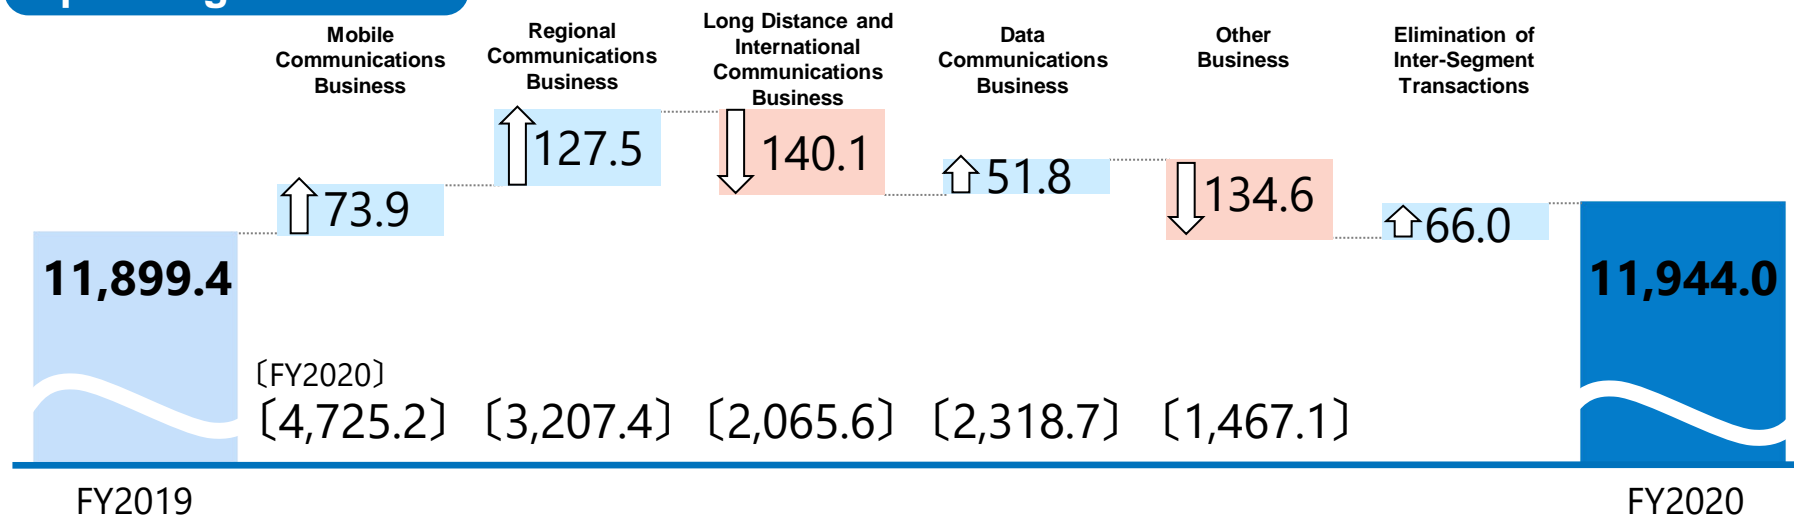 Mobile
Communications
Business
Regional
Communications
Business
Long Distance and
International
Communications
Business
Data
Communications
Business
Other
Business
Elimination of
Inter-Segment
Transactions
73.9
127.5
140.1
51.8
134.6
66.0
11,899.4
11,944.0
〔FY2020〕
〔4,725.2〕
〔3,207.4〕
〔2,065.6〕
〔2,318.7〕
〔1,467.1〕
FY2019
FY2020